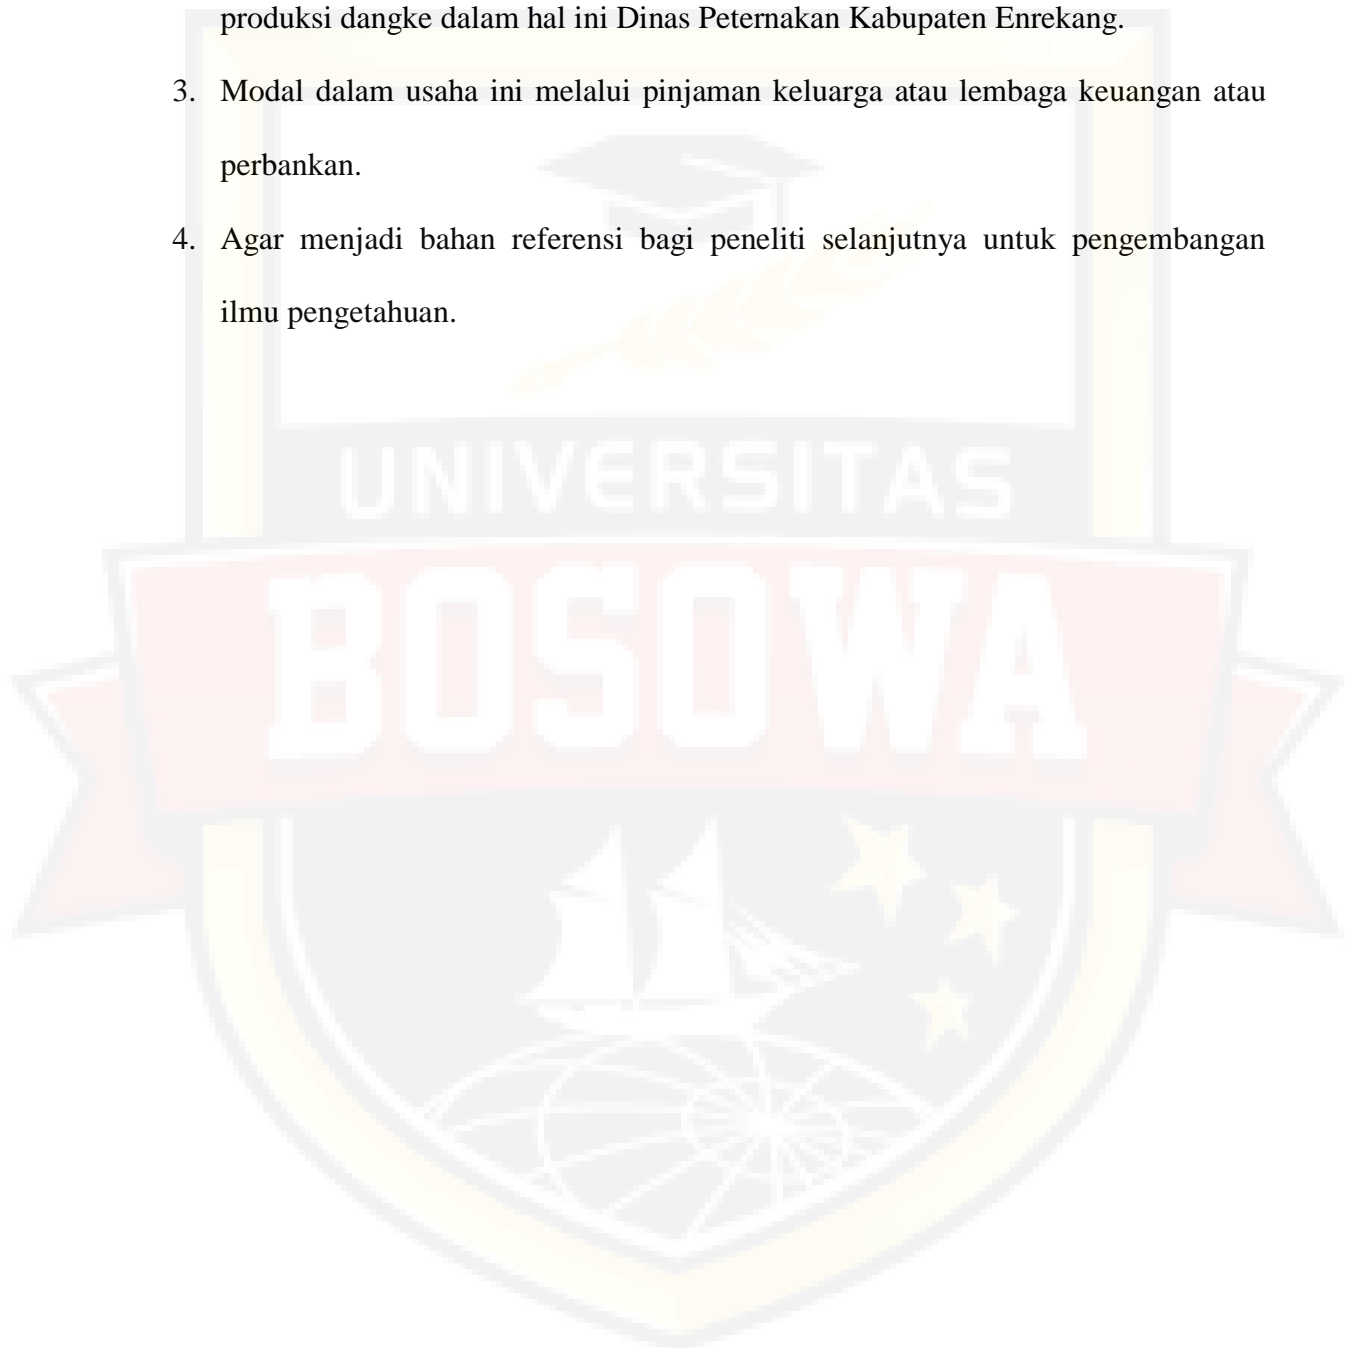 produksi dangke dalam hal ini Dinas Peternakan Kabupaten Enrekang.
3. Modal dalam usaha ini melalui pinjaman keluarga atau lembaga keuangan atau
perbankan.
4. Agar menjadi bahan referensi bagi peneliti selanjutnya untuk pengembangan
ilmu pengetahuan.
UNIVERSITAS
BOSOWA